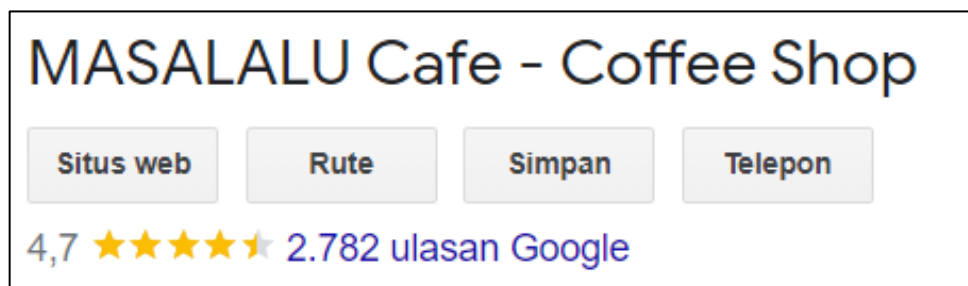 MASALALU Cafe - Coffee Shop
Situs web Rute Simpan Telepon
4,7 2.782 ulasan Google